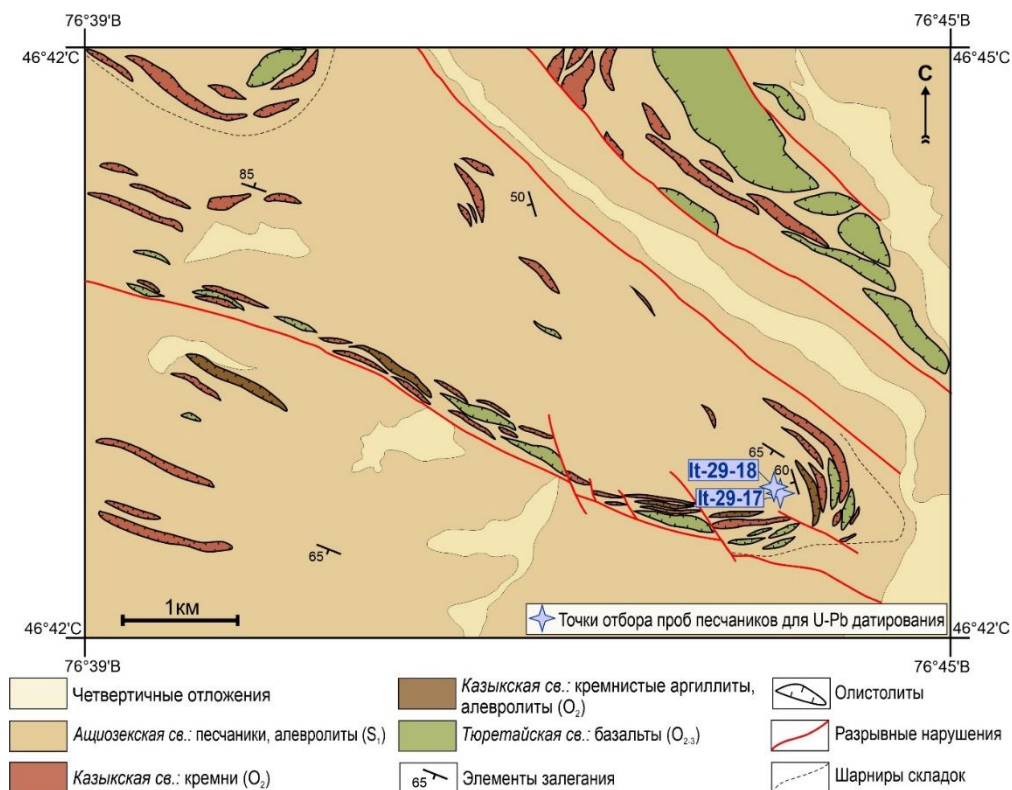 76°39'В
76°45'В
46°42'С
46°45'С
С
85
50
65
60
It-29-18
It-29-17
65
1км
Точки отбора проб песчаников для U-Pb датирования
46°42'С
46°42'С
76°39'В
76°45'В
Четвертичные отложения
Ащиозекская св.: песчаники, алевролиты (S₁)
Казыкская св.: кремни (O₂)
Казыкская св.: кремнистые аргиллиты,
алевролиты (O₂)
Тюретайская св.: базальты (O₂₋₃)
65 Элементы залегания
Олистолиты
Разрывные нарушения
Шарниры складок